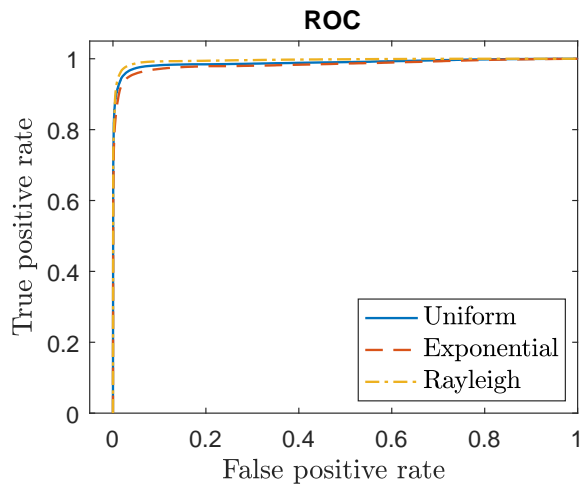 ROC
True positive rate
1
0.8
0.6
0.4
0.2
0
Uniform
Exponential
Rayleigh
0 0.2 0.4 0.6 0.8 1
False positive rate